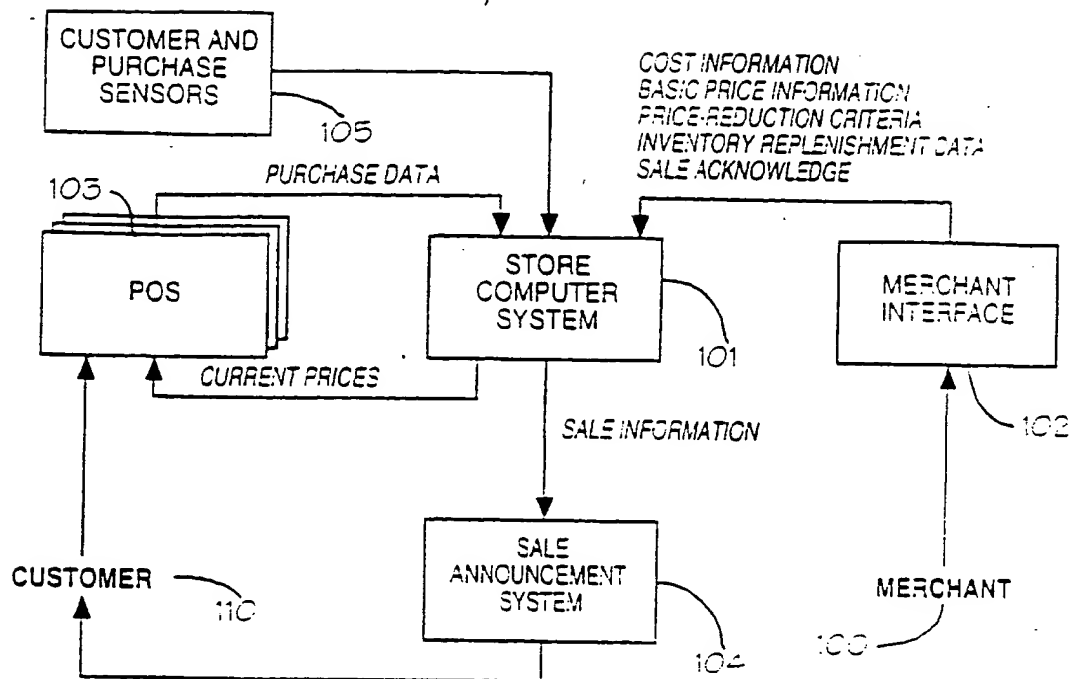 CUSTOMER AND
PURCHASE
SENSORS
105
COST INFORMATION
BASIC PRICE INFORMATION
PRICE-REDUCTION CRITERIA
INVENTORY REPLENISHMENT DATA
SALE ACKNOWLEDGE
103
PURCHASE DATA
POS
STORE
COMPUTER
SYSTEM
101
MERCHANT
INTERFACE
102
CURRENT PRICES
SALE INFORMATION
CUSTOMER
110
SALE
ANNOUNCEMENT
SYSTEM
104
MERCHANT
100